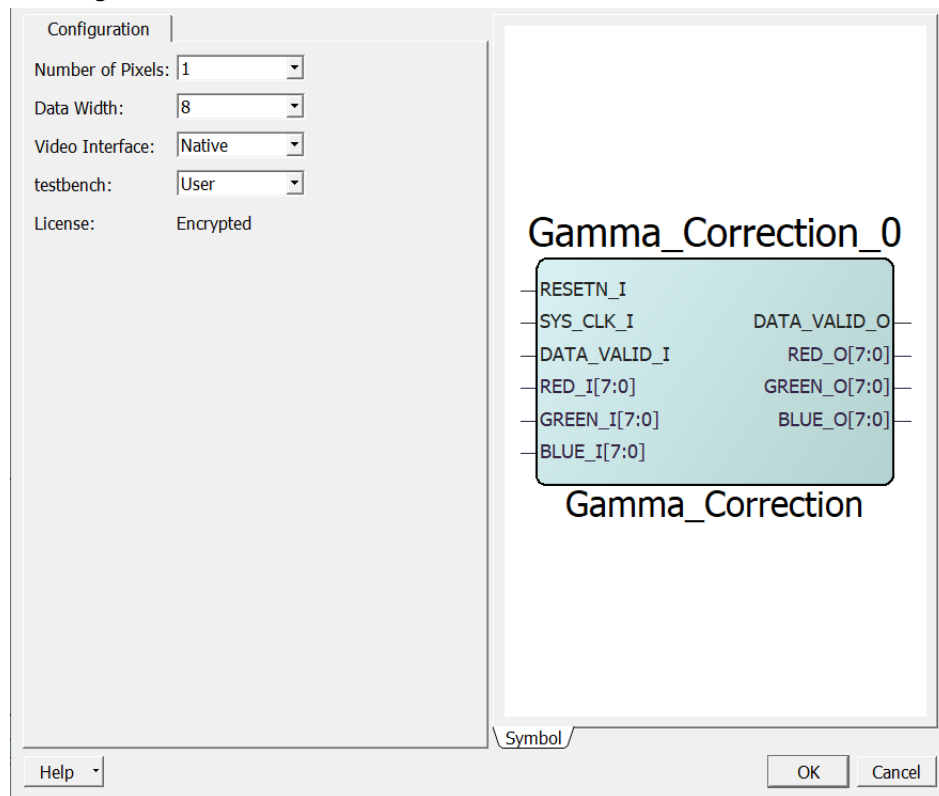 Configuration
Number of Pixels: 1
Data Width: 8
Video Interface: Native
testbench: User
License: Encrypted
Gamma_Correction_0
RESETN_I
SYS_CLK_I DATA_VALID_O
DATA_VALID_I RED_O[7:0]
RED_I[7:0] GREEN_O[7:0]
GREEN_I[7:0] BLUE_O[7:0]
BLUE_I[7:0]
Gamma_Correction
Symbol
Help OK Cancel